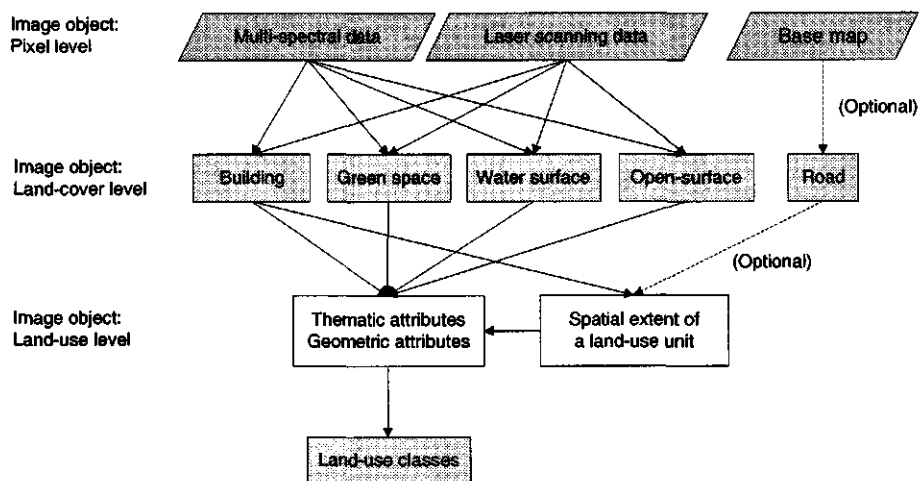 Image object:
Pixel level
Multi-spectral data
Laser scanning data
Base map
(Optional)
Image object:
Land-cover level
Building
Green space
Water surface
Open-surface
Road
(Optional)
Image object:
Land-use level
Thematic attributes
Geometric attributes
Spatial extent of
a land-use unit
Land-use classes